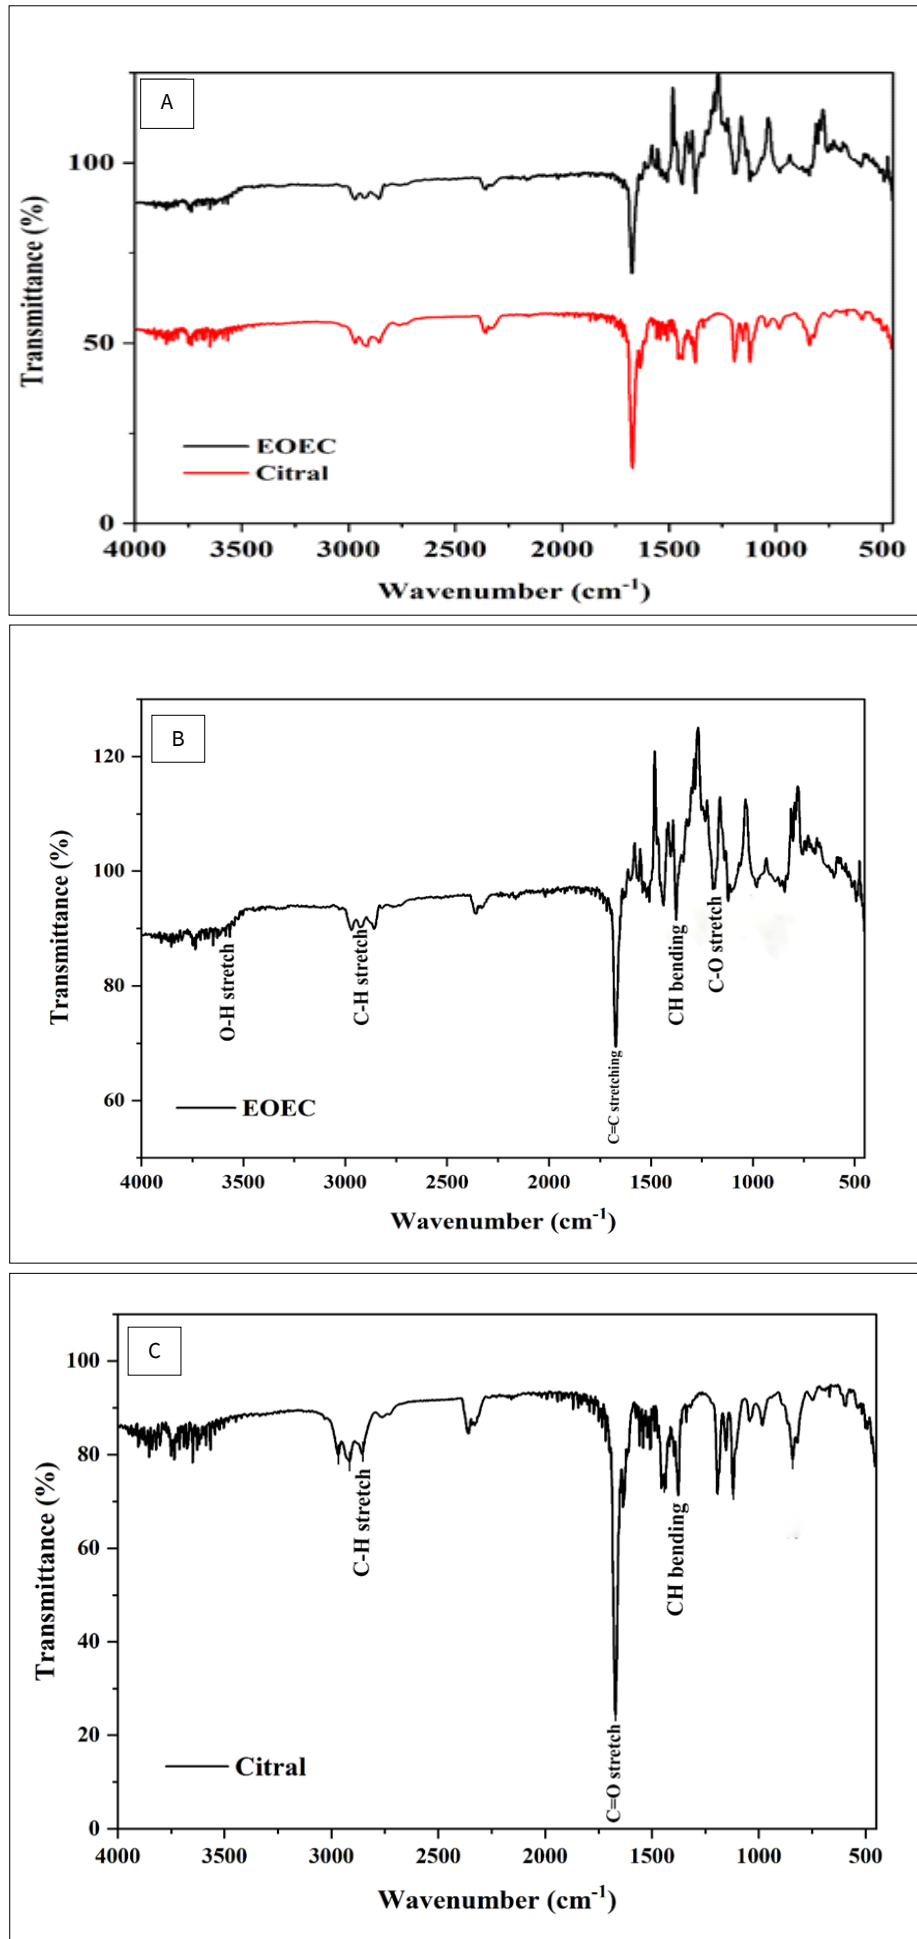 A
100
50
0
Transmittance (%)
EOEC
Citral
4000 3000 2500 2000 1500 1000 500
Wavenumber (cm-1)
B
120
100
80
60
Transmittance (%)
O-H stretch
C-H stretch
C=C stretching
CH bending
C-O stretch
EOEC
4000 3500 3000 2500 2000 1500 1000 500
Wavenumber (cm-1)
C
100
80
60
40
20
0
Transmittance (%)
C-H stretch
C=O stretch
CH bending
Citral
4000 3500 3000 2500 2000 1500 1000 500
Wavenumber (cm-1)